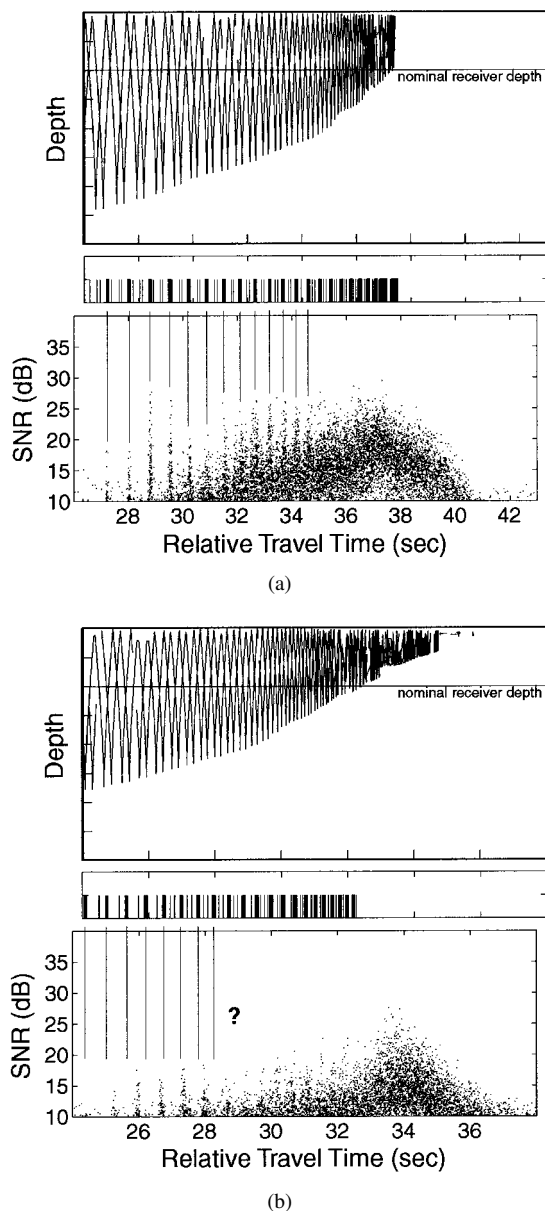 Depth
nominal receiver depth
SNR (dB)
35
30
25
20
15
10
28 30 32 34 36 38 40 42
Relative Travel Time (sec)
(a)
Depth
nominal receiver depth
SNR (dB)
35
30
25
20
15
10
?
26 28 30 32 34 36
Relative Travel Time (sec)
(b)